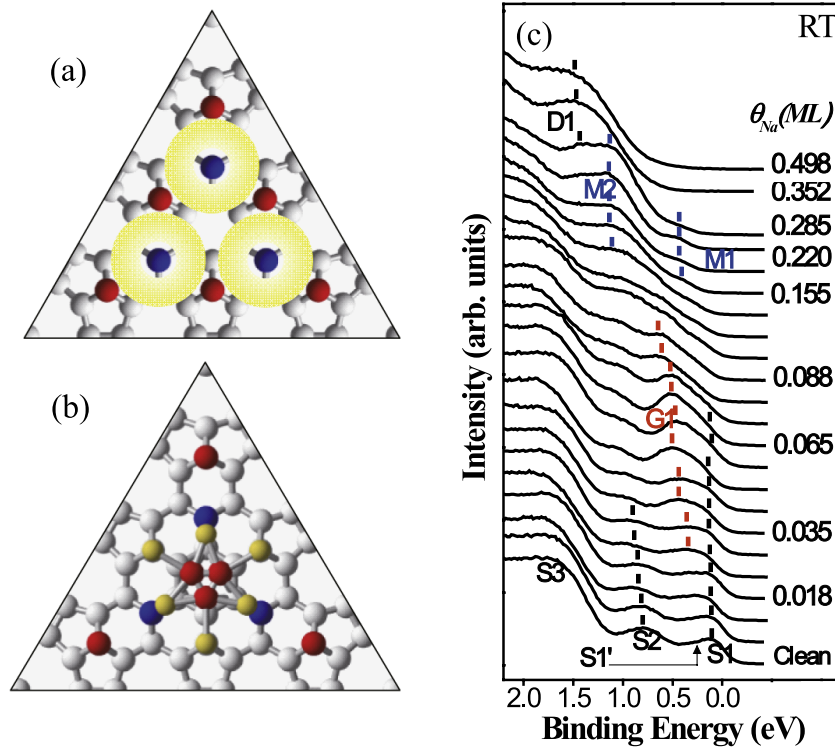 (a)
(b)
(c)
RT
θNa(ML)
D1
0.498
0.352
M2
0.285
M1
0.220
0.155
0.088
G1
0.065
0.035
S3
0.018
S2
S1
S1'
Clean
Intensity (arb. units)
2.0 1.5 1.0 0.5 0.0
Binding Energy (eV)